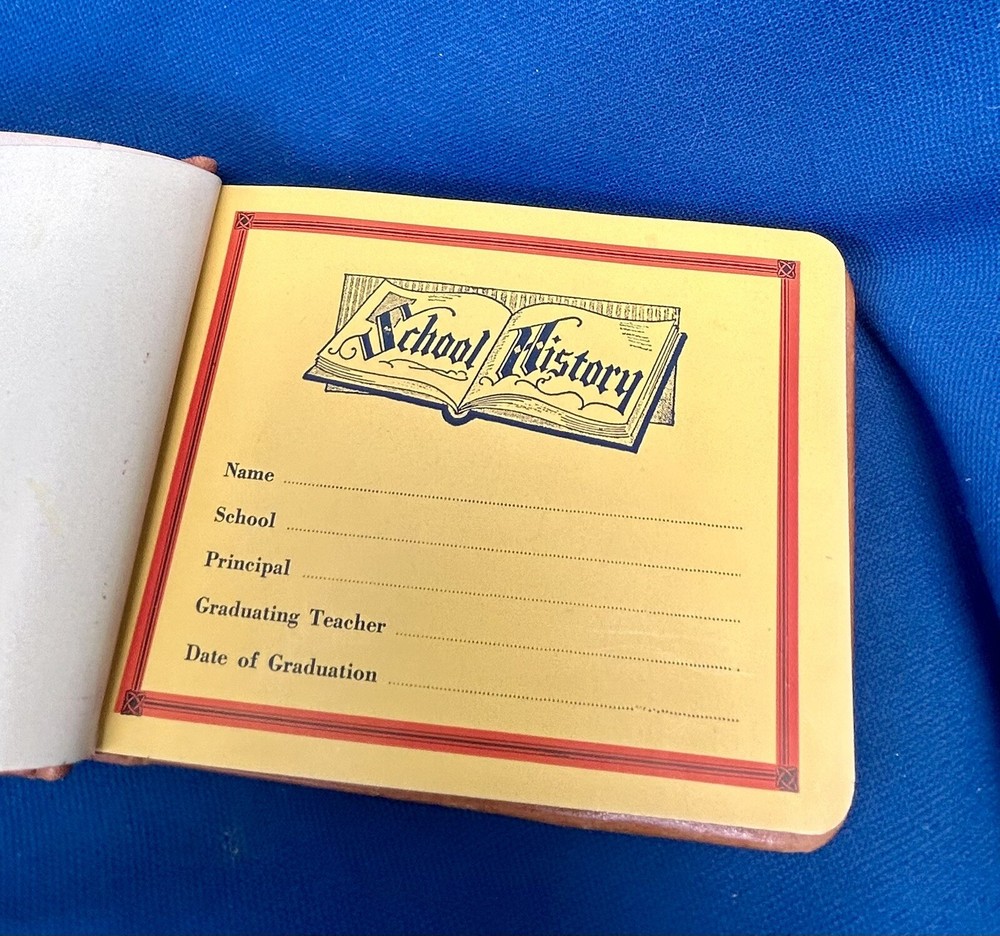 School History
Name
School
Principal
Graduating Teacher
Date of Graduation